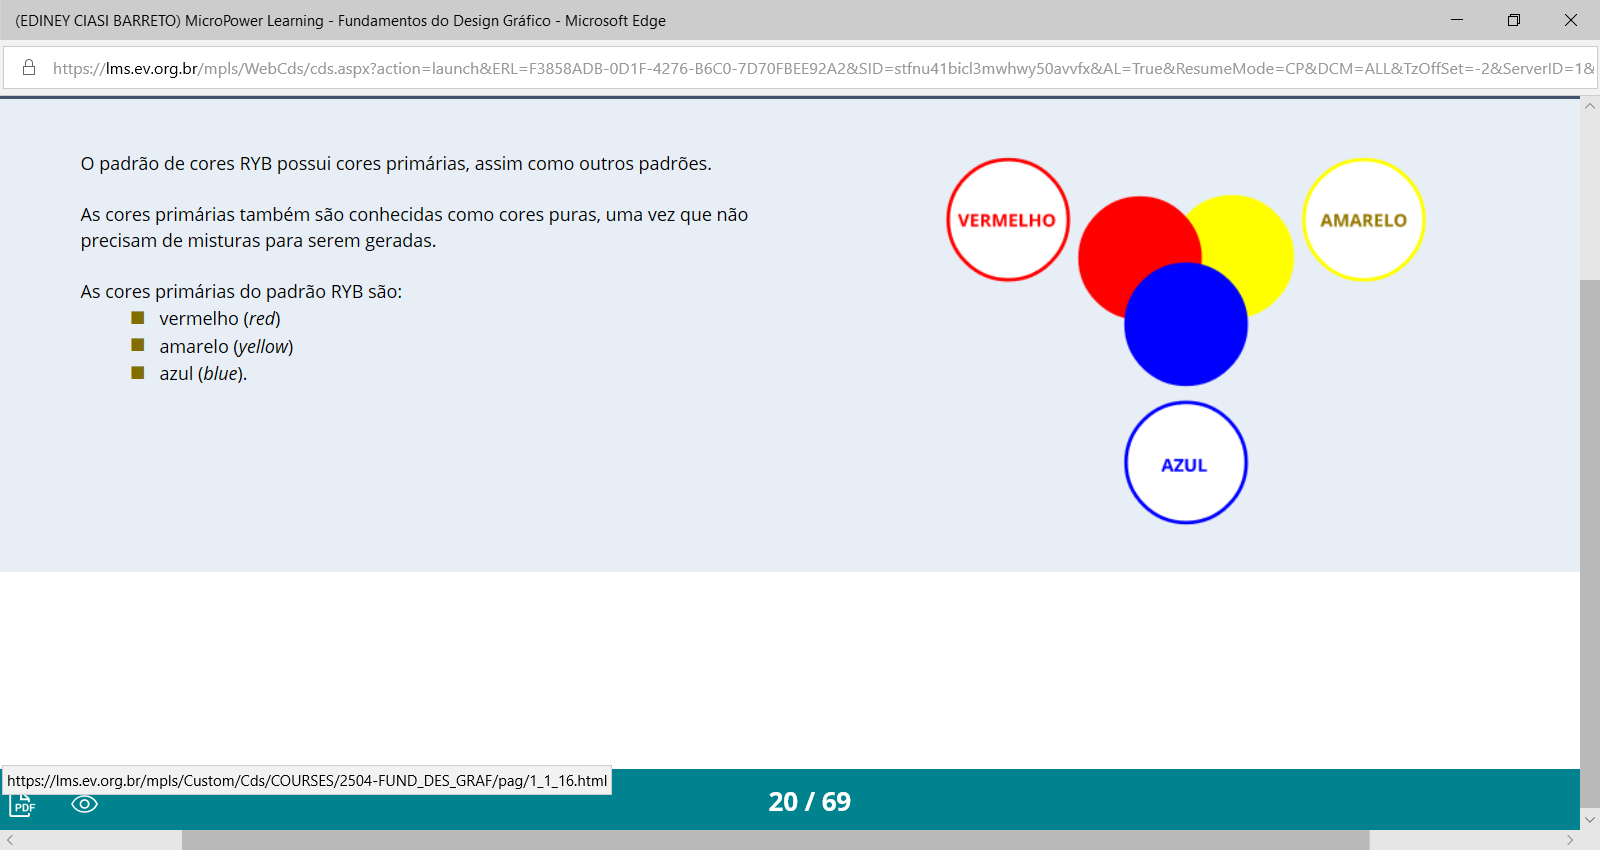 (EDINEY CIASI BARRETO) MicroPower Learning - Fundamentos do Design Gráfico - Microsoft Edge
https://lms.ev.org.br/mpls/WebCds/cds.aspx?action=launch&ERL=F3858ADB-0D1F-4276-B6C0-7D70FBEE92A2&SID=stfnu41bicl3mwhwy50avvfx&AL=True&ResumeMode=CP&DCM=ALL&TzOffSet=-2&ServerID=1&
O padrão de cores RYB possui cores primárias, assim como outros padrões.
As cores primárias também são conhecidas como cores puras, uma vez que não
precisam de misturas para serem geradas.
As cores primárias do padrão RYB são:
vermelho (red)
amarelo (yellow)
azul (blue).
VERMELHO
AMARELO
AZUL
https://lms.ev.org.br/mpls/Custom/Cds/COURSES/2504-FUND_DES_GRAF/pag/1_1_16.html
PDF
20 / 69